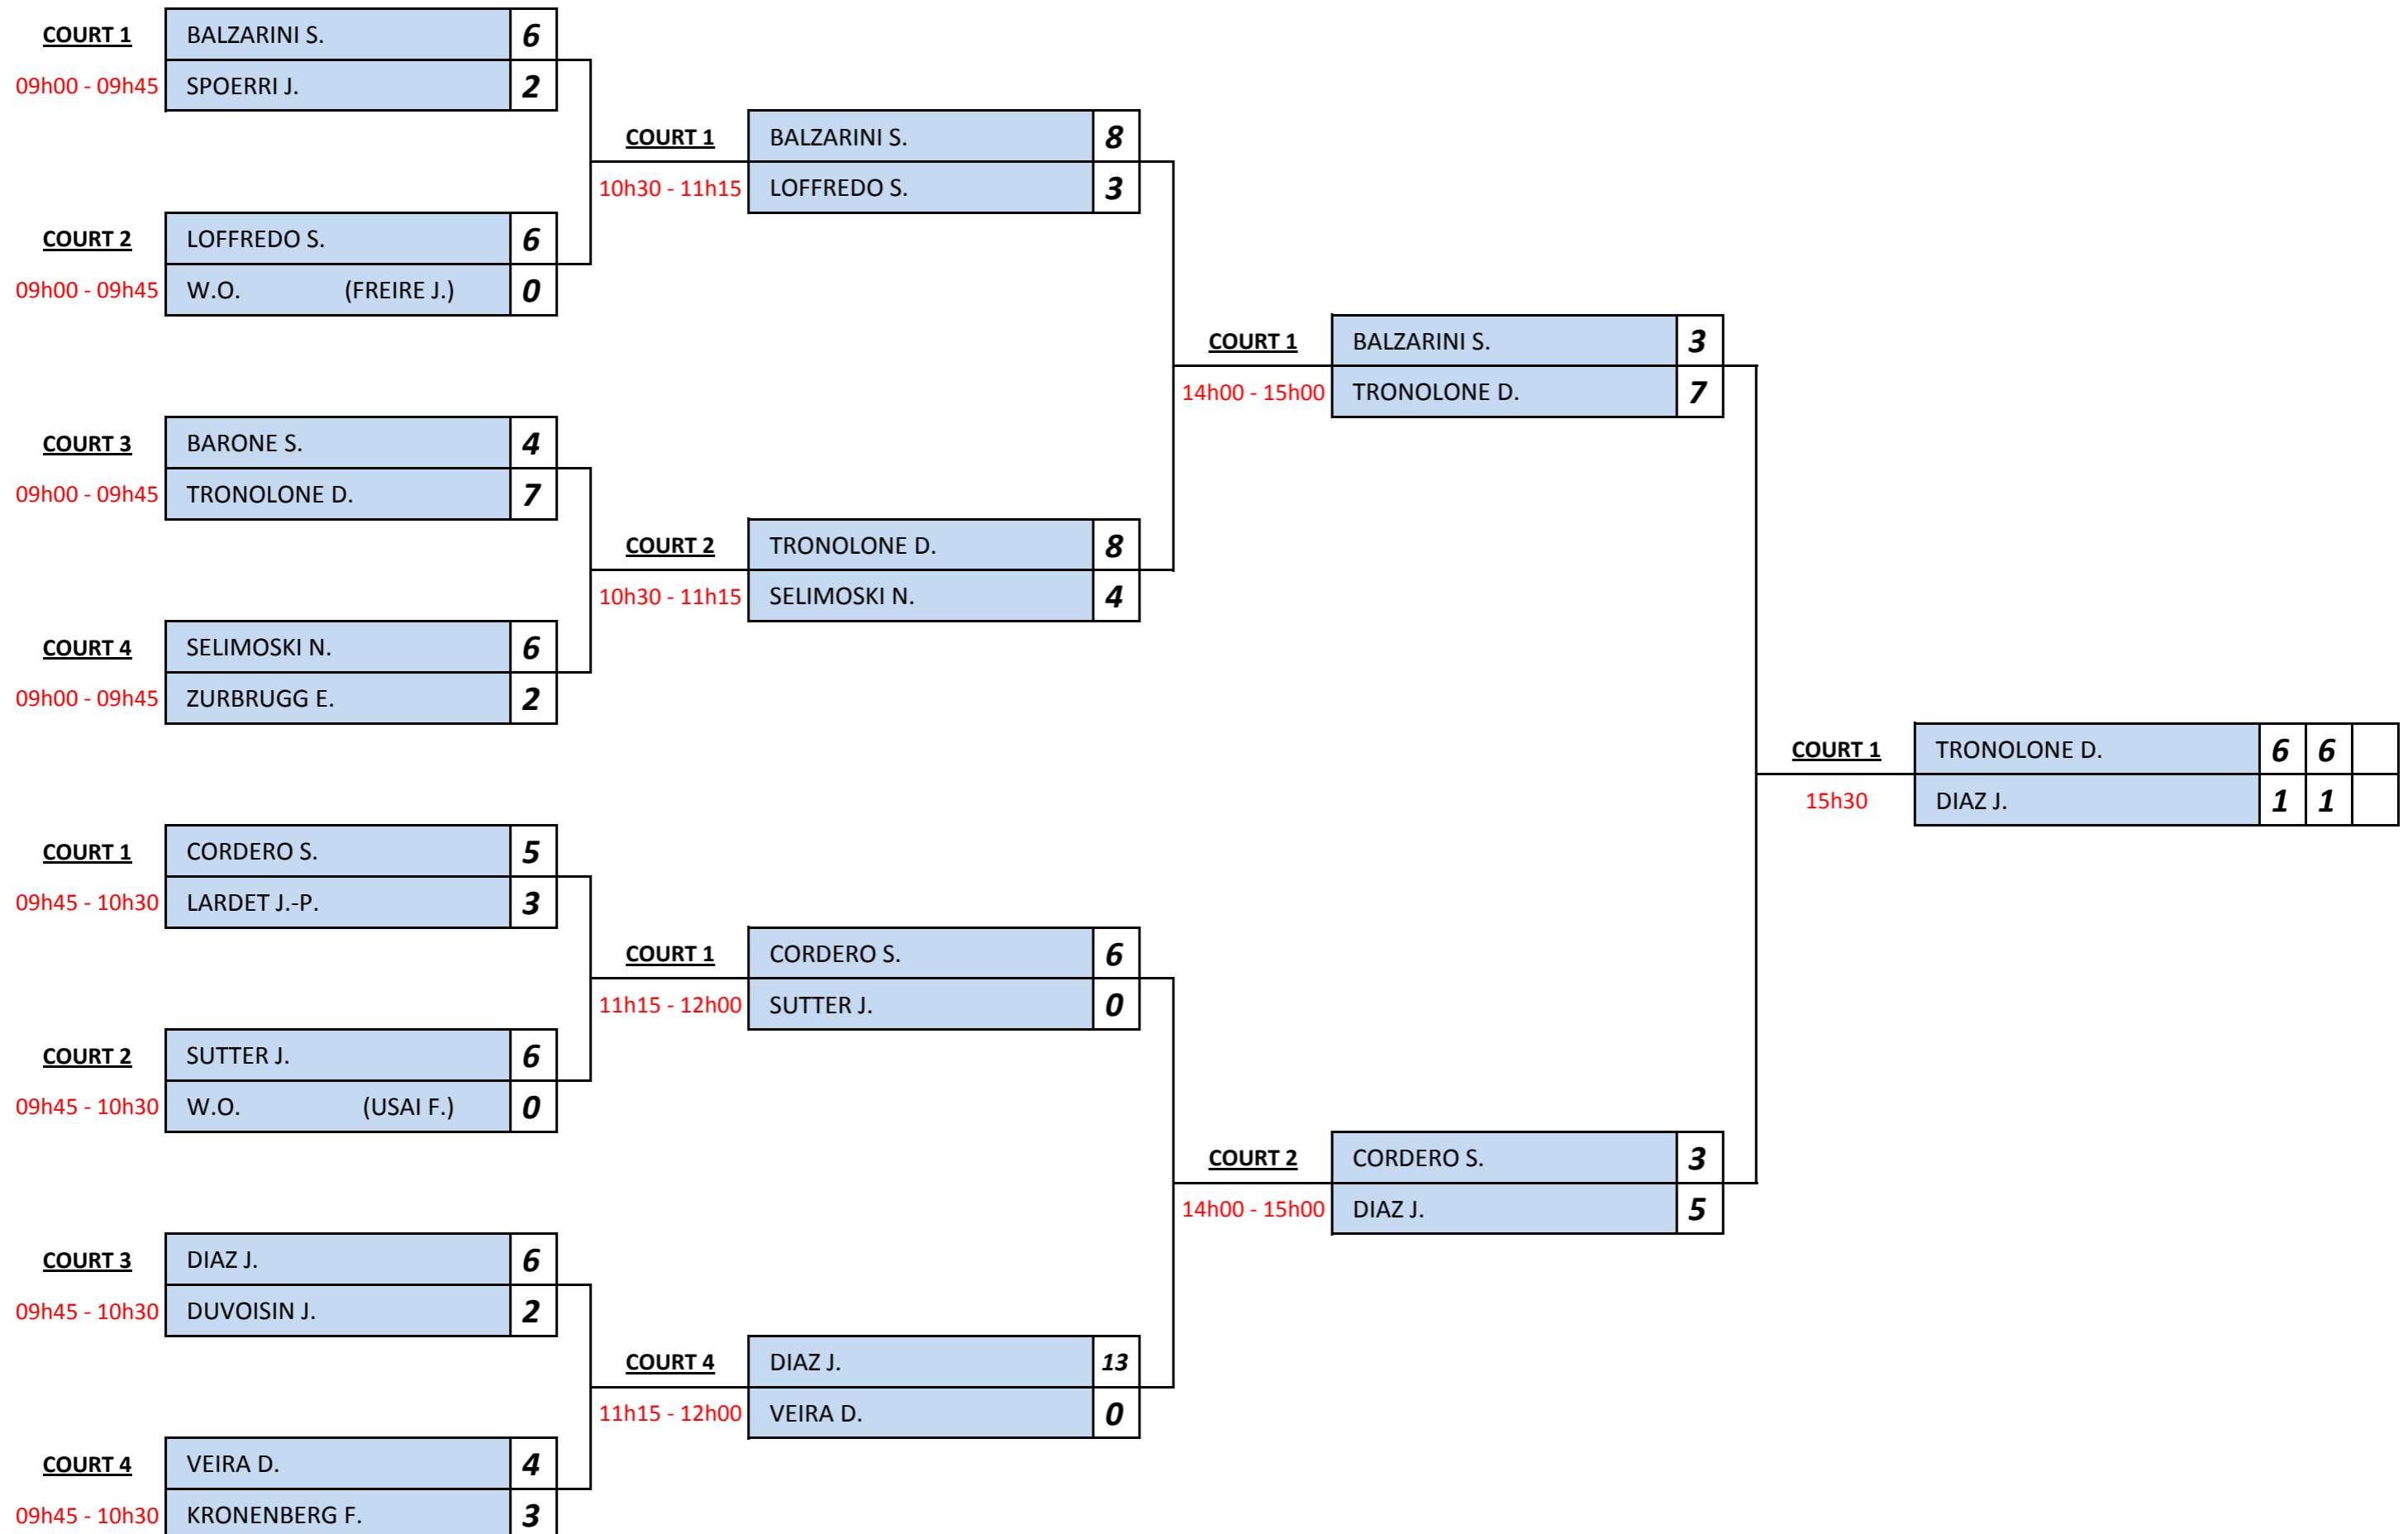 COURT 1 BALZARINI S. 6
09h00 - 09h45 SPOERRI J. 2
COURT 1 BALZARINI S. 8
10h30 - 11h15 LOFFREDO S. 3
COURT 2 LOFFREDO S. 6
09h00 - 09h45 W.O. (FREIRE J.) 0
COURT 1 BALZARINI S. 3
14h00 - 15h00 TRONOLONE D. 7
COURT 3 BARONE S. 4
09h00 - 09h45 TRONOLONE D. 7
COURT 2 TRONOLONE D. 8
10h30 - 11h15 SELIMOSKI N. 4
COURT 4 SELIMOSKI N. 6
09h00 - 09h45 ZURBRUGG E. 2
COURT 1 TRONOLONE D. 6 6
15h30 DIAZ J. 1 1
COURT 1 CORDERO S. 5
09h45 - 10h30 LARDET J.-P. 3
COURT 1 CORDERO S. 6
11h15 - 12h00 SUTTER J. 0
COURT 2 SUTTER J. 6
09h45 - 10h30 W.O. (USAI F.) 0
COURT 2 CORDERO S. 3
14h00 - 15h00 DIAZ J. 5
COURT 3 DIAZ J. 6
09h45 - 10h30 DUVOISIN J. 2
COURT 4 DIAZ J. 13
11h15 - 12h00 VEIRA D. 0
COURT 4 VEIRA D. 4
09h45 - 10h30 KRONENBERG F. 3